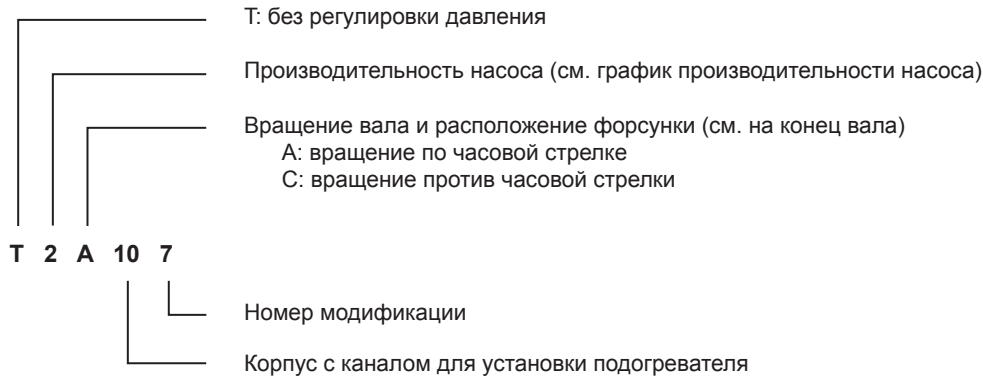 Т: без регулировки давления
Производительность насоса (см. график производительности насоса)
Вращение вала и расположение форсунки (см. на конец вала)
А: вращение по часовой стрелке
С: вращение против часовой стрелки
Т 2 А 10 7
Номер модификации
Корпус с каналом для установки подогревателя